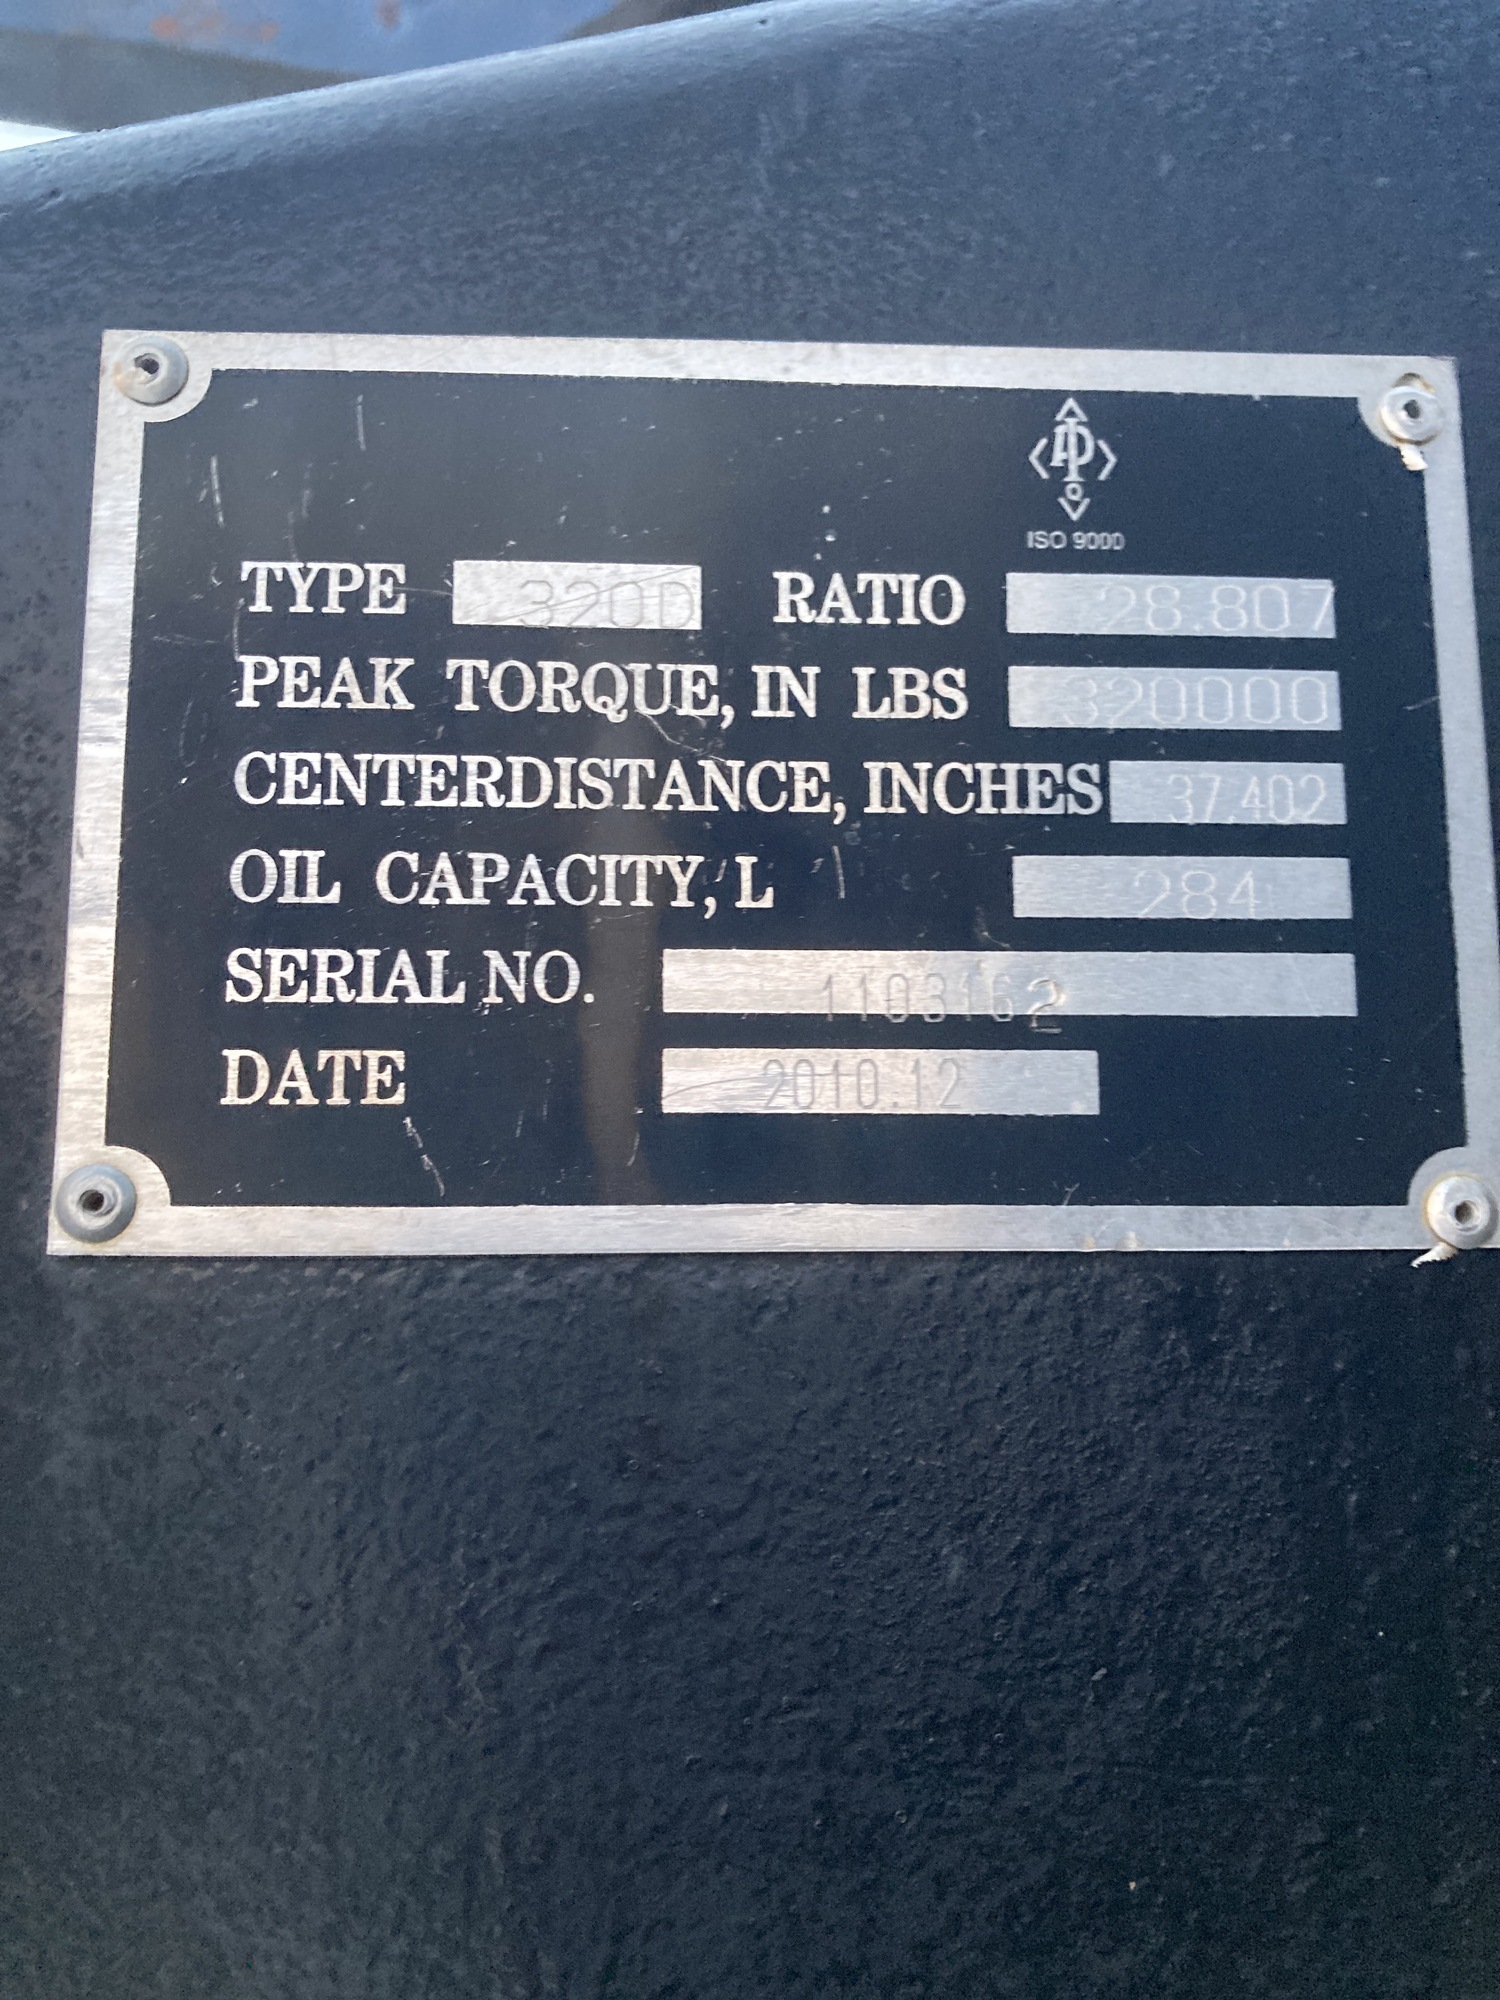 APIQ
ISO 9000
TYPE 320D RATIO 28.807
PEAK TORQUE, IN LBS 320000
CENTERDISTANCE, INCHES 37.402
OIL CAPACITY, L 284
SERIAL NO. 1103162
DATE 2010.12